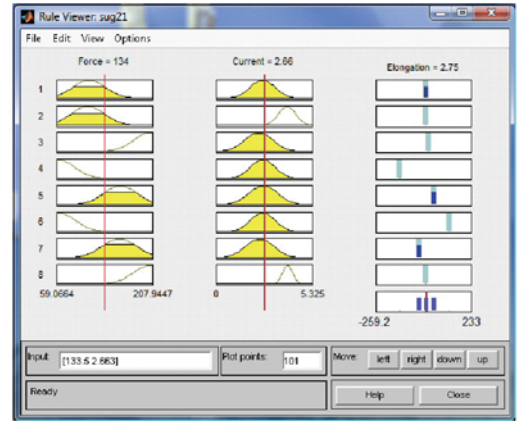 Rule Viewer: sug21
File Edit View Options
Force = 134 Current = 2.66 Elongation = 2.75
1
2
3
4
5
6
7
8
59.0664 207.9447 0 5.325
-259.2 233
Input: [133.5 2.663] Plot points: 101 Move: left right down up
Ready Help Close